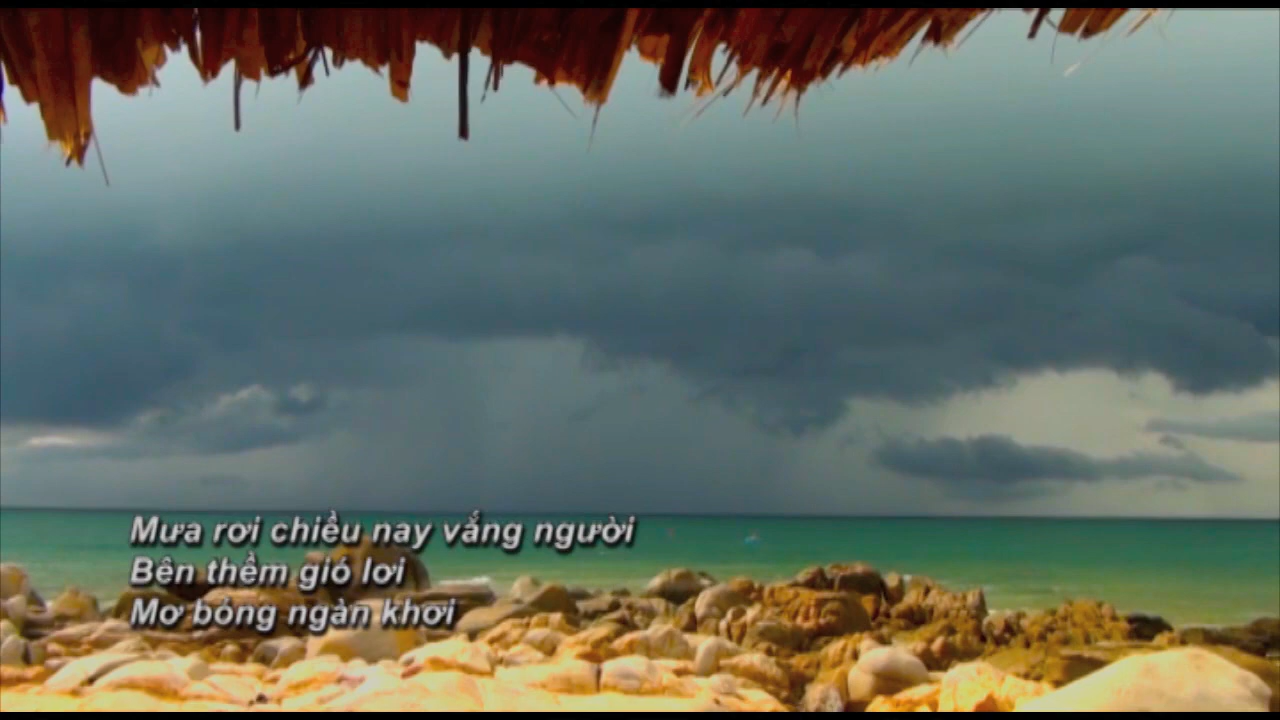 Mưa rơi chiều nay vắng người
Bên thềm gió lơi
Mơ bóng ngàn khơi